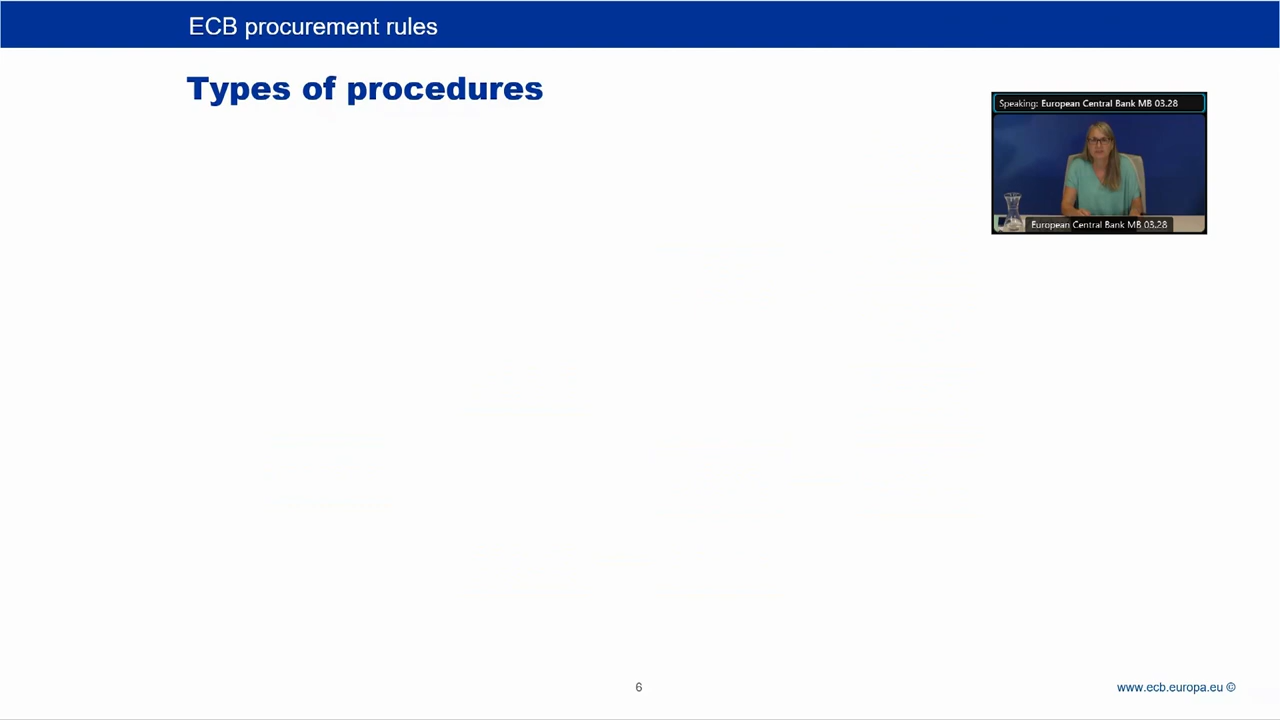 ECB procurement rules
Types of procedures
Speaking: European Central Bank MB 03.28
European Central Bank MB 03.28
6
www.ecb.europa.eu ©